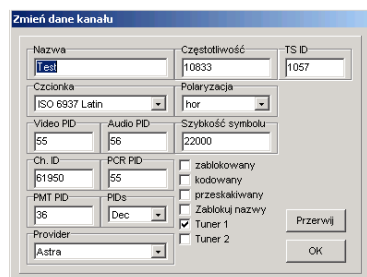 Zmień dane kanału
Nazwa Częstotliwość TS ID
Test 10833 1057
Czcionka Polaryzacja
ISO 6937 Latin hor
Video PID Audio PID Szybkość symbolu
55 56 22000
Ch. ID PCR PID
61950 55
zablokowany
kodowany
PMT PID PIDs
36 Dec
przeskakiwany
Zablokuj nazwy
Tuner 1 Przerwij
Provider
Astra
Tuner 2
OK